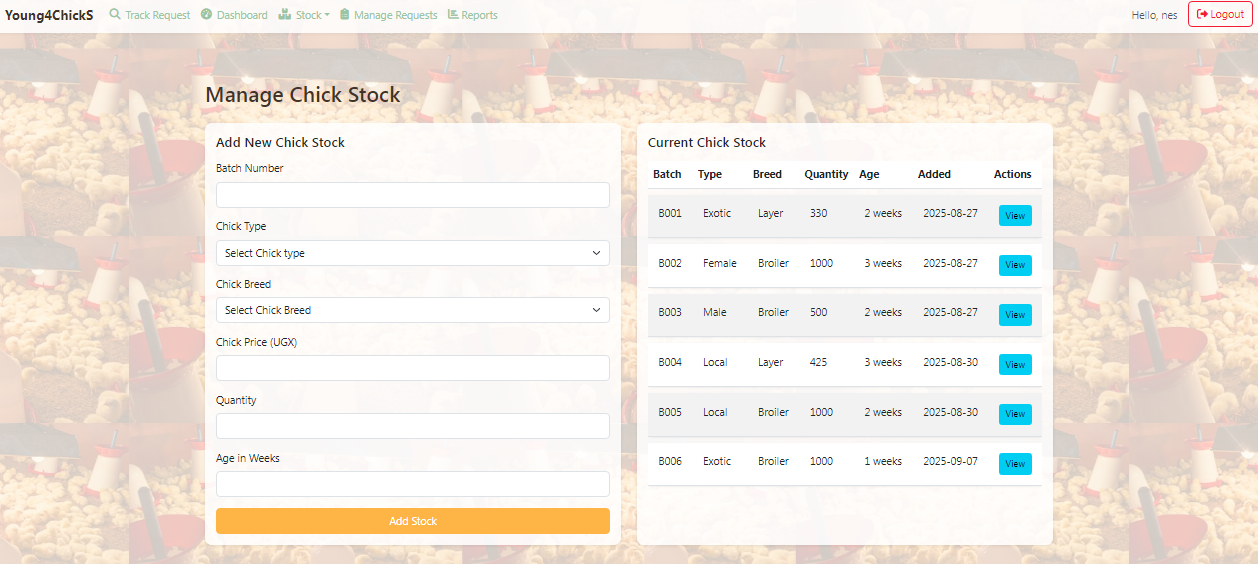 Young4ChickS Track Request Dashboard Stock Manage Requests Reports Hello, nes Logout
Manage Chick Stock
Add New Chick Stock
Batch Number
Chick Type
Select Chick type
Chick Breed
Select Chick Breed
Chick Price (UGX)
Quantity
Age in Weeks
Add Stock
Current Chick Stock
Batch Type Breed Quantity Age Added Actions
B001 Exotic Layer 330 2 weeks 2025-08-27 View
B002 Female Broiler 1000 3 weeks 2025-08-27 View
B003 Male Broiler 500 2 weeks 2025-08-27 View
B004 Local Layer 425 3 weeks 2025-08-30 View
B005 Local Broiler 1000 2 weeks 2025-08-30 View
B006 Exotic Broiler 1000 1 weeks 2025-09-07 View